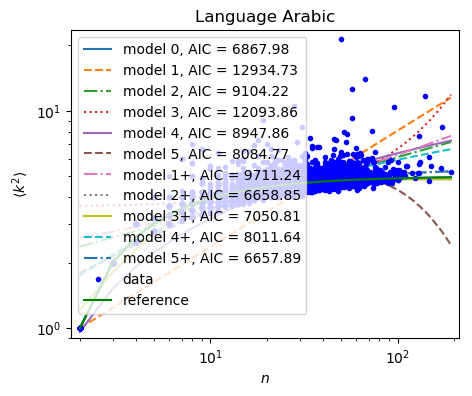 Language Arabic
model 0, AIC = 6867.98
model 1, AIC = 12934.73
model 2, AIC = 9104.22
model 3, AIC = 12093.86
model 4, AIC = 8947.86
model 5, AIC = 8084.77
model 1+, AIC = 9711.24
model 2+, AIC = 6658.85
model 3+, AIC = 7050.81
model 4+, AIC = 8011.64
model 5+, AIC = 6657.89
data
reference
⟨k²⟩
10¹
10⁰
10¹
10²
n